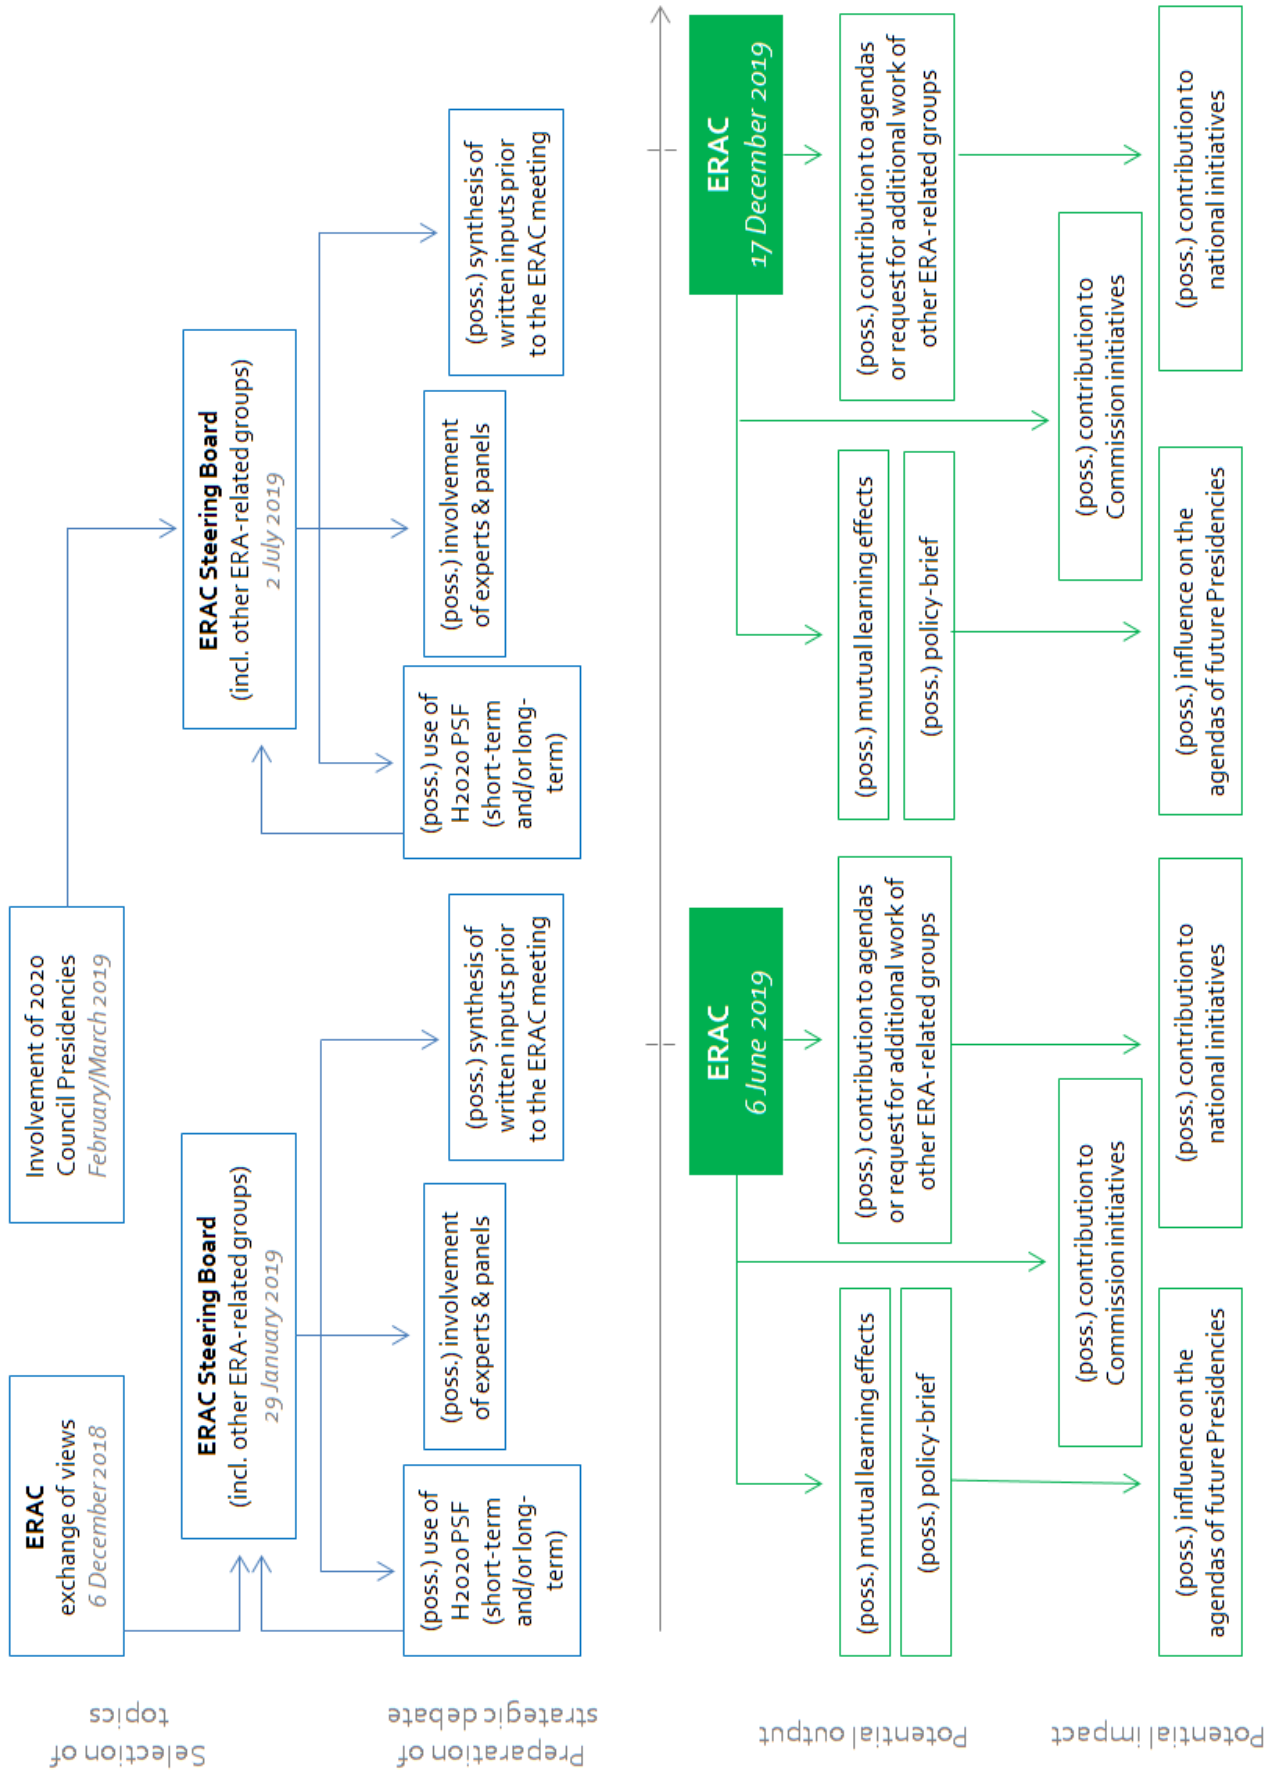 Selection of
topics
ERAC
exchange of views
6 December 2018
Involvement of 2020
Council Presidencies
February/March 2019
ERAC Steering Board
(incl. other ERA-related groups)
29 January 2019
ERAC Steering Board
(incl. other ERA-related groups)
2 July 2019
Preparation of
strategic debate
(poss.) use of
H2020 PSF
(short-term
and/or long-
term)
(poss.) involvement
of experts & panels
(poss.) synthesis of
written inputs prior
to the ERAC meeting
(poss.) use of
H2020 PSF
(short-term
and/or long-
term)
(poss.) involvement
of experts & panels
(poss.) synthesis of
written inputs prior
to the ERAC meeting
ERAC
6 June 2019
ERAC
17 December 2019
Potential output
(poss.) mutual learning effects
(poss.) policy-brief
(poss.) contribution to agendas
or request for additional work of
other ERA-related groups
(poss.) mutual learning effects
(poss.) policy-brief
(poss.) contribution to agendas
or request for additional work of
other ERA-related groups
Potential impact
(poss.) contribution to
Commission initiatives
(poss.) contribution to
Commission initiatives
(poss.) influence on the
agendas of future Presidencies
(poss.) contribution to
national initiatives
(poss.) influence on the
agendas of future Presidencies
(poss.) contribution to
national initiatives